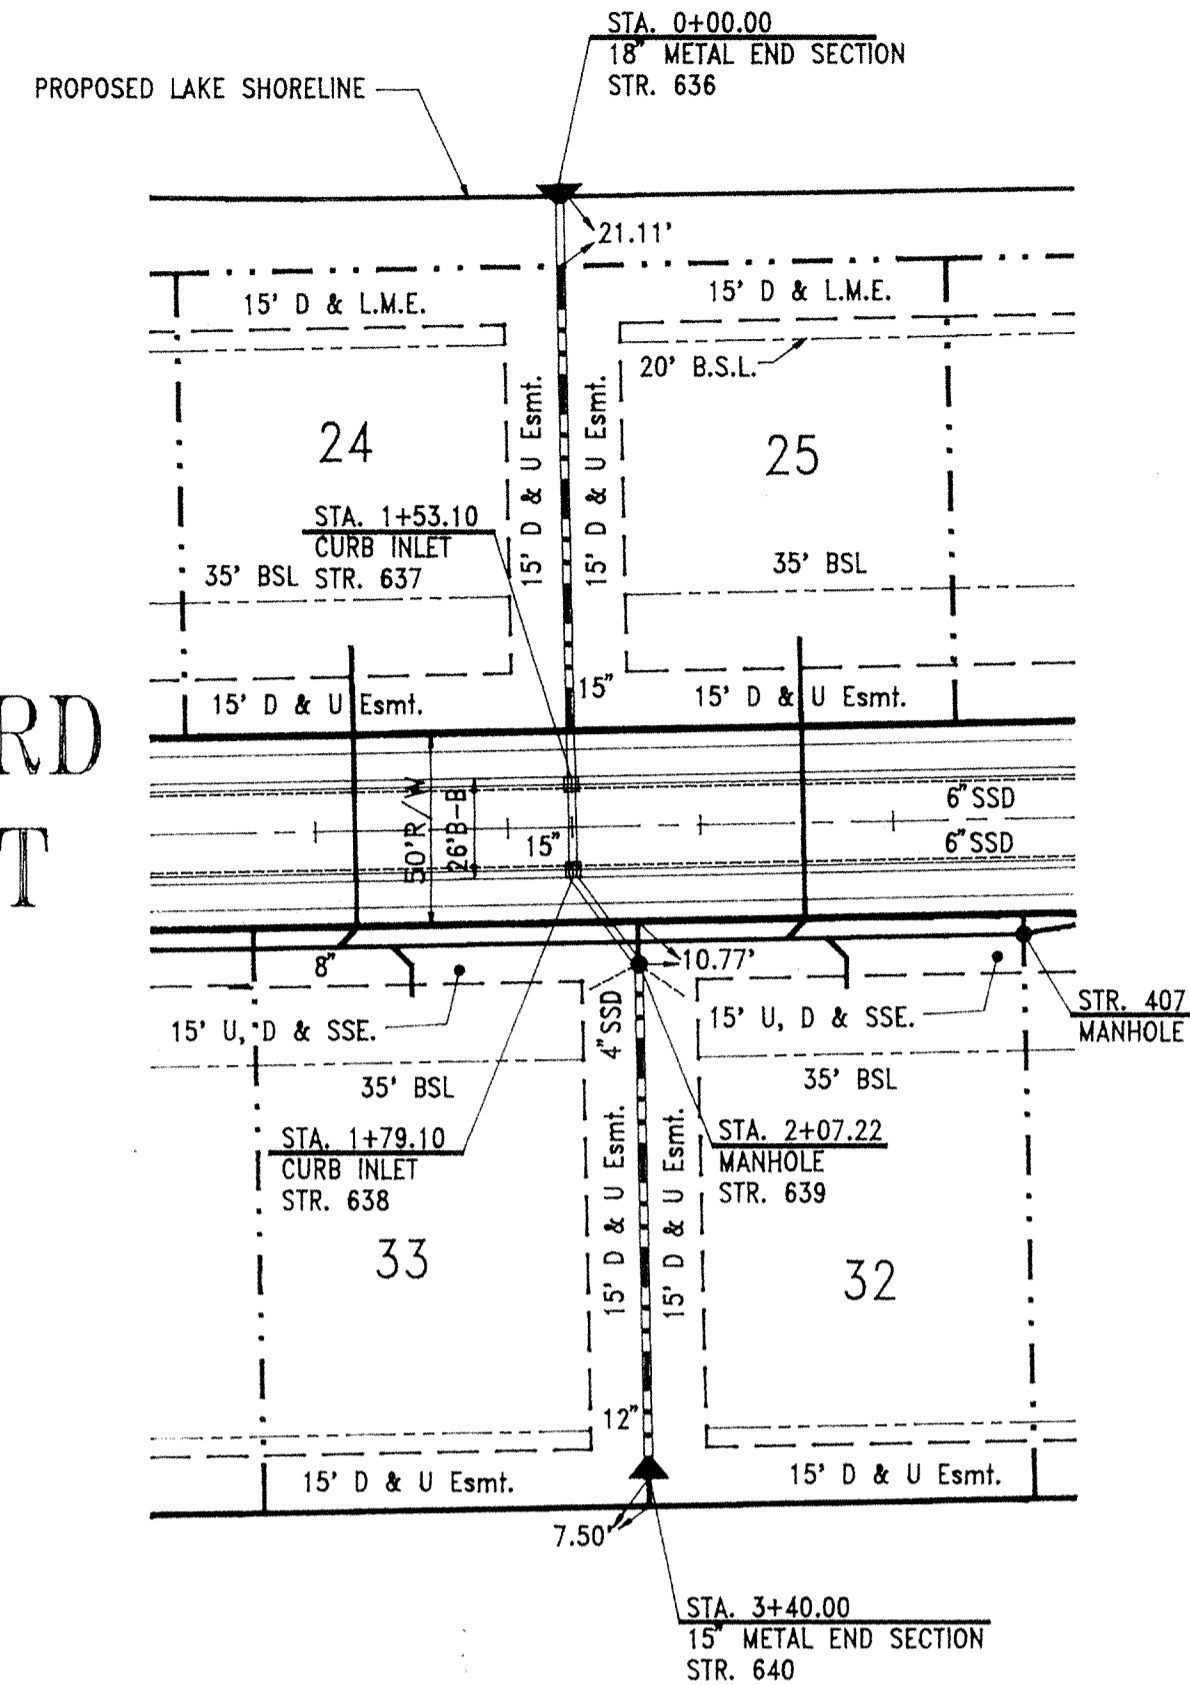 STA. 0+00.00
18" METAL END SECTION
STR. 636
PROPOSED LAKE SHORELINE
21.11'
15' D & L.M.E.
15' D & L.M.E.
20' B.S.L.
24
15' D & U Esmt.
15' D & U Esmt.
25
STA. 1+53.10
CURB INLET
STR. 637
35' BSL
35' BSL
15"
15' D & U Esmt.
15' D & U Esmt.
RD
T
50'R/W
26'B-B
15"
6"SSD
6"SSD
8"
10.77'
4"SSD
15' U, D & SSE.
15' U, D & SSE.
STR. 407
MANHOLE
35' BSL
35' BSL
STA. 1+79.10
CURB INLET
STR. 638
15' D & U Esmt.
15' D & U Esmt.
STA. 2+07.22
MANHOLE
STR. 639
33
32
12"
15' D & U Esmt.
15' D & U Esmt.
7.50'
STA. 3+40.00
15" METAL END SECTION
STR. 640